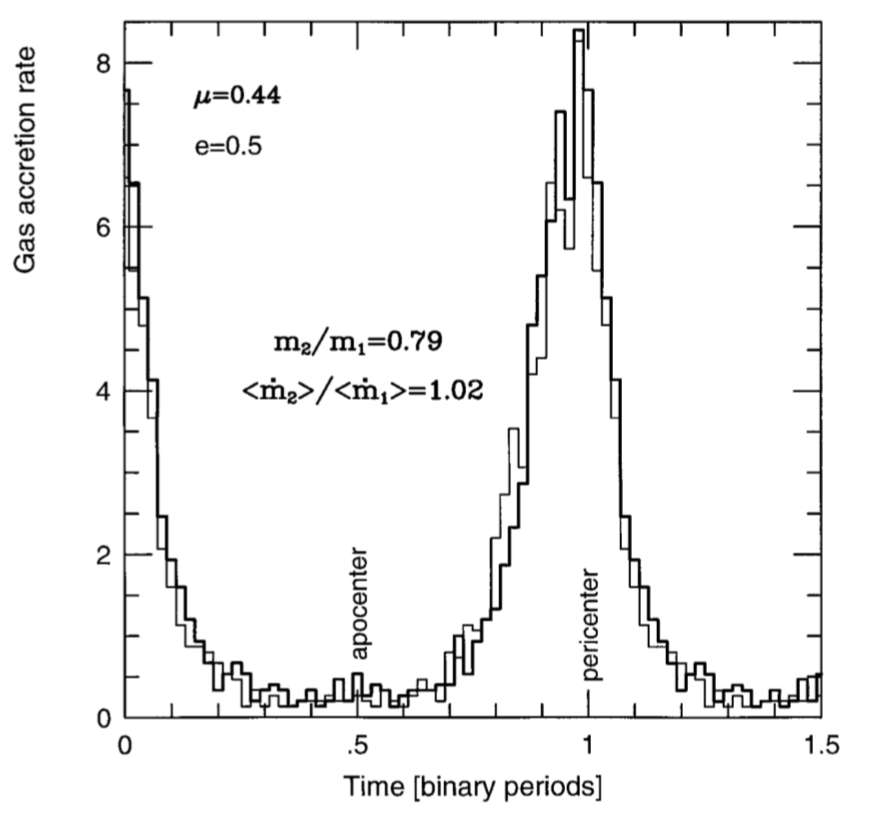 Gas accretion rate
8
6
4
2
0
μ=0.44
e=0.5
m₂/m₁=0.79
<ṁ₂>/<ṁ₁>=1.02
apocenter
pericenter
0 .5 1 1.5
Time [binary periods]